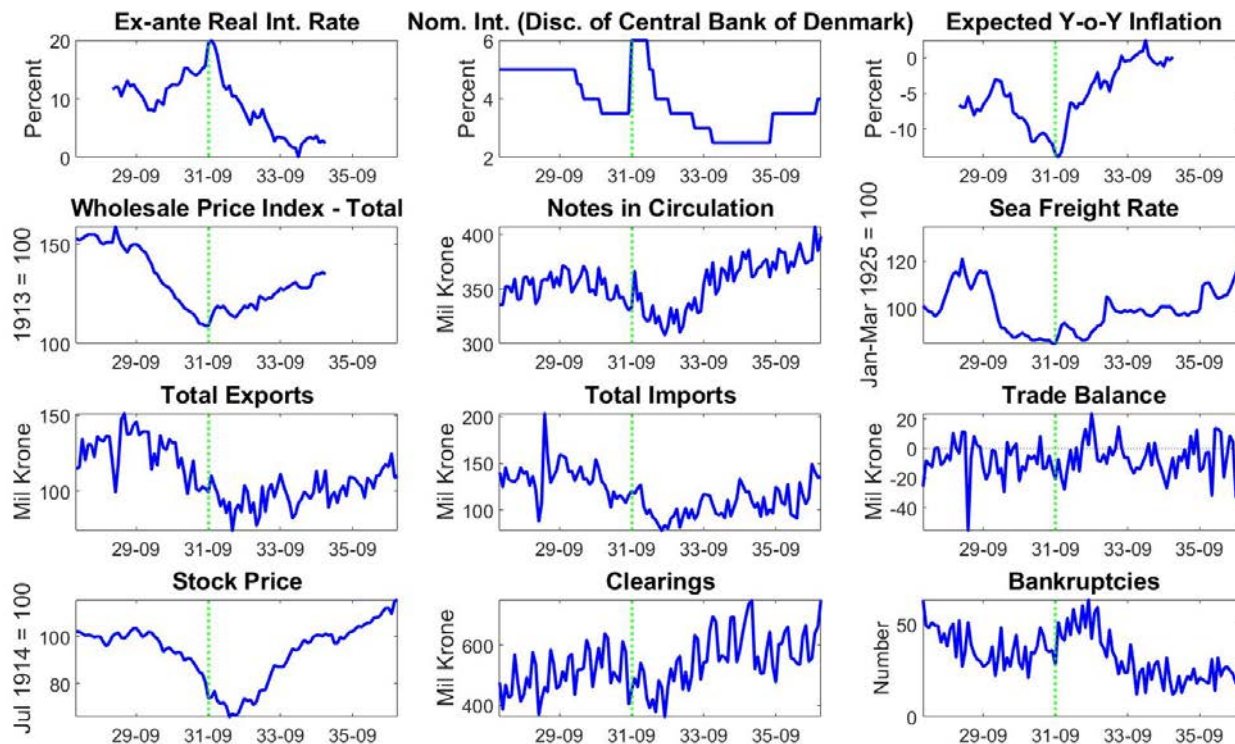 Ex-ante Real Int. Rate
Percent
20
10
0
29-09 31-09 33-09 35-09
Nom. Int. (Disc. of Central Bank of Denmark)
Percent
6
4
2
29-09 31-09 33-09 35-09
Expected Y-o-Y Inflation
Percent
0
-5
-10
29-09 31-09 33-09 35-09
Wholesale Price Index - Total
1913 = 100
150
100
29-09 31-09 33-09 35-09
Notes in Circulation
Mil Krone
400
350
300
29-09 31-09 33-09 35-09
Sea Freight Rate
Jan-Mar 1925 = 100
120
100
29-09 31-09 33-09 35-09
Total Exports
Mil Krone
150
100
29-09 31-09 33-09 35-09
Total Imports
Mil Krone
200
150
100
29-09 31-09 33-09 35-09
Trade Balance
Mil Krone
20
0
-20
-40
29-09 31-09 33-09 35-09
Stock Price
Jul 1914 = 100
100
80
29-09 31-09 33-09 35-09
Clearings
Mil Krone
600
400
29-09 31-09 33-09 35-09
Bankruptcies
Number
50
0
29-09 31-09 33-09 35-09